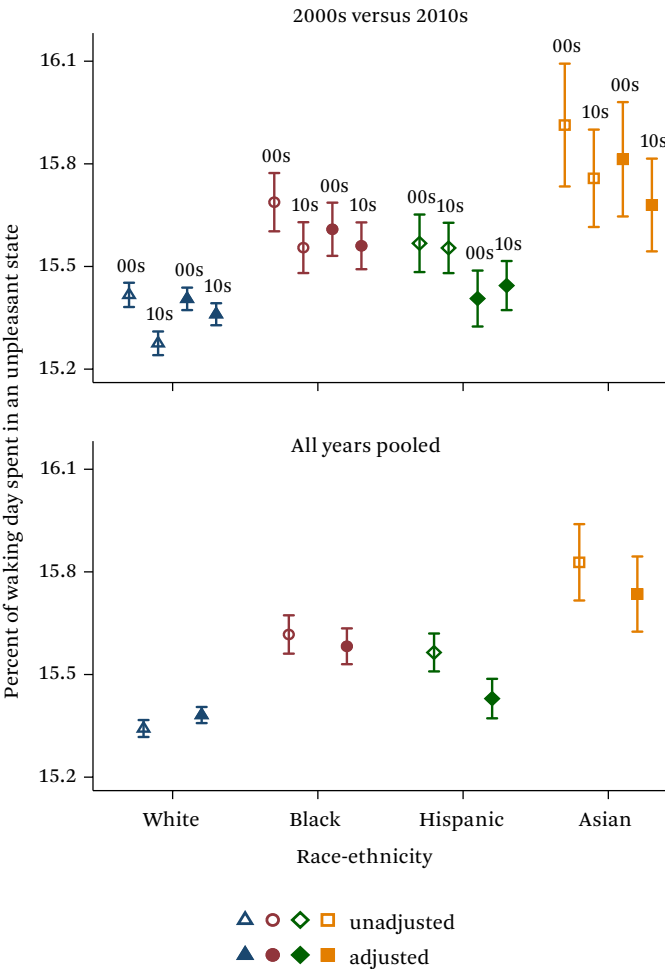 2000s versus 2010s
Percent of waking day spent in an unpleasant state
16.1
15.8
15.5
15.2
00s
10s
00s
10s
00s
10s
00s
10s
00s
10s
00s
10s
00s
10s
00s
10s
All years pooled
16.1
15.8
15.5
15.2
White Black Hispanic Asian
Race-ethnicity
unadjusted
adjusted